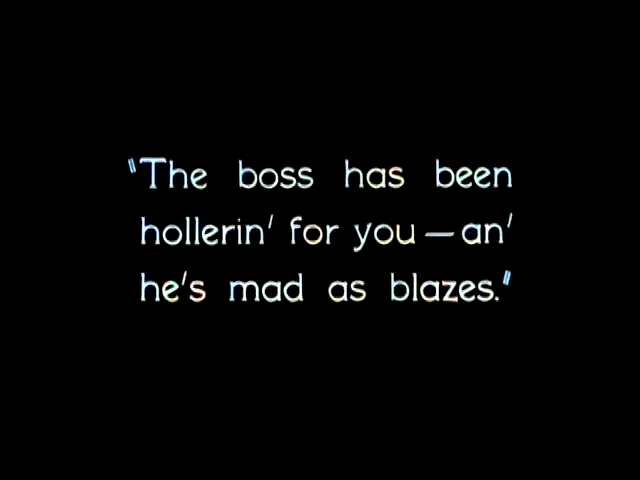 "The boss has been
hollerin' for you — an'
he's mad as blazes."